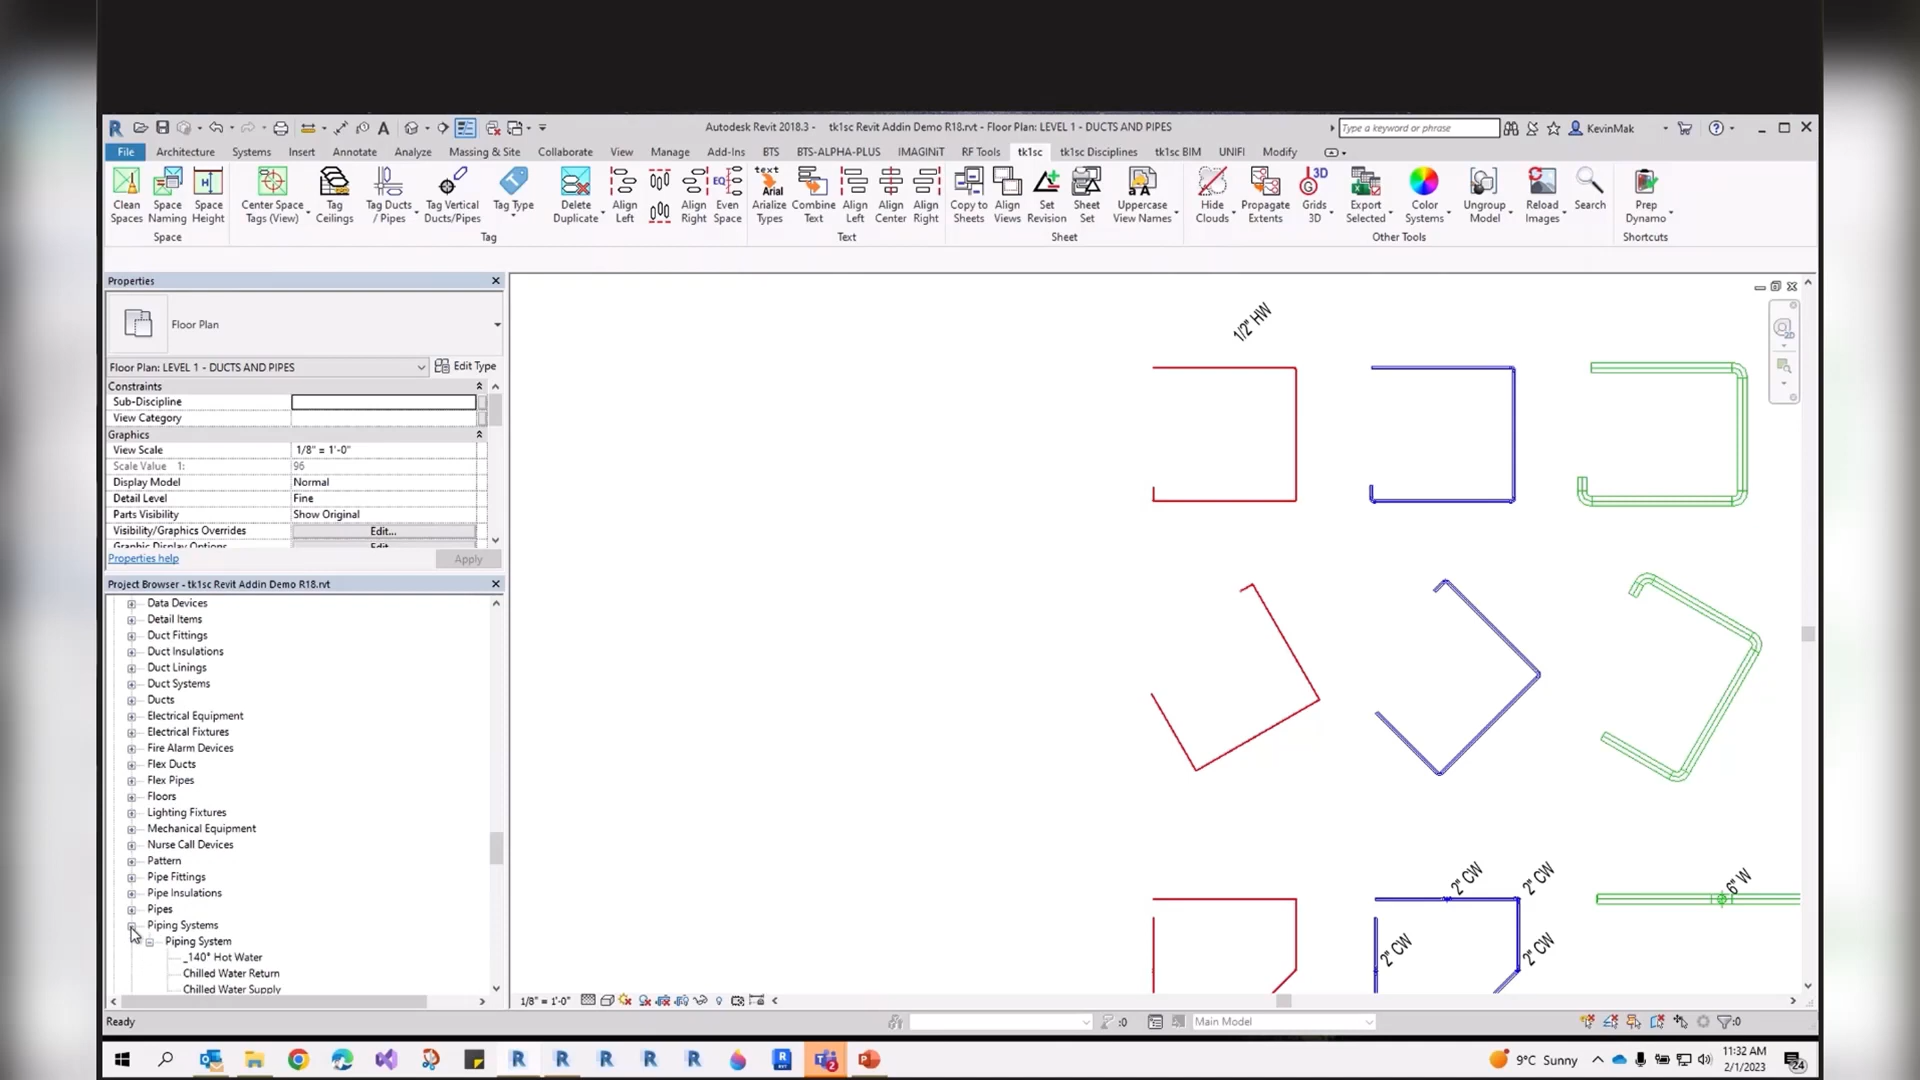 Autodesk Revit 2018.3 - tk1sc Revit Addin Demo R18.rvt - Floor Plan: LEVEL 1 - DUCTS AND PIPES
Type a keyword or phrase
KevinMak
File Architecture Systems Insert Annotate Analyze Massing & Site Collaborate View Manage Add-Ins BTS BTS-ALPHA-PLUS IMAGINiT RF Tools tk1sc tk1sc Disciplines tk1sc BIM UNIFI Modify
Clean Spaces
Space Naming
Space Height
Center Space Tags (View)
Tag Ceilings
Tag Ducts / Pipes
Tag Vertical Ducts/Pipes
Tag Type
Delete Duplicate
Align Left
Align Right
EQ
Even Space
text
Arial
Arialize Types
Combine Text
Align Left
Align Center
Align Right
Copy to Sheets
Align Views
Set Revision
Sheet Set
Uppercase View Names
Hide Clouds
Propagate Extents
3D
Grids 3D
Export Selected
Color Systems
Ungroup Model
Reload Images
Search
Prep Dynamo
Space Tag Text Sheet Other Tools Shortcuts
Properties
Floor Plan
Floor Plan: LEVEL 1 - DUCTS AND PIPES
Edit Type
Constraints
Sub-Discipline
View Category
Graphics
View Scale 1/8" = 1'-0"
Scale Value 1: 96
Display Model Normal
Detail Level Fine
Parts Visibility Show Original
Visibility/Graphics Overrides Edit...
Graphic Display Options Edit...
Properties help
Apply
Project Browser - tk1sc Revit Addin Demo R18.rvt
Data Devices
Detail Items
Duct Fittings
Duct Insulations
Duct Linings
Duct Systems
Ducts
Electrical Equipment
Electrical Fixtures
Fire Alarm Devices
Flex Ducts
Flex Pipes
Floors
Lighting Fixtures
Mechanical Equipment
Nurse Call Devices
Pattern
Pipe Fittings
Pipe Insulations
Pipes
Piping Systems
Piping System
_140° Hot Water
Chilled Water Return
Chilled Water Supply
1/2" HW
2" CW
2" CW
2" CW
2" CW
6" W
2D
1/8" = 1'-0"
Ready
:0
Main Model
:0
9°C Sunny
11:32 AM
2/1/2023
24